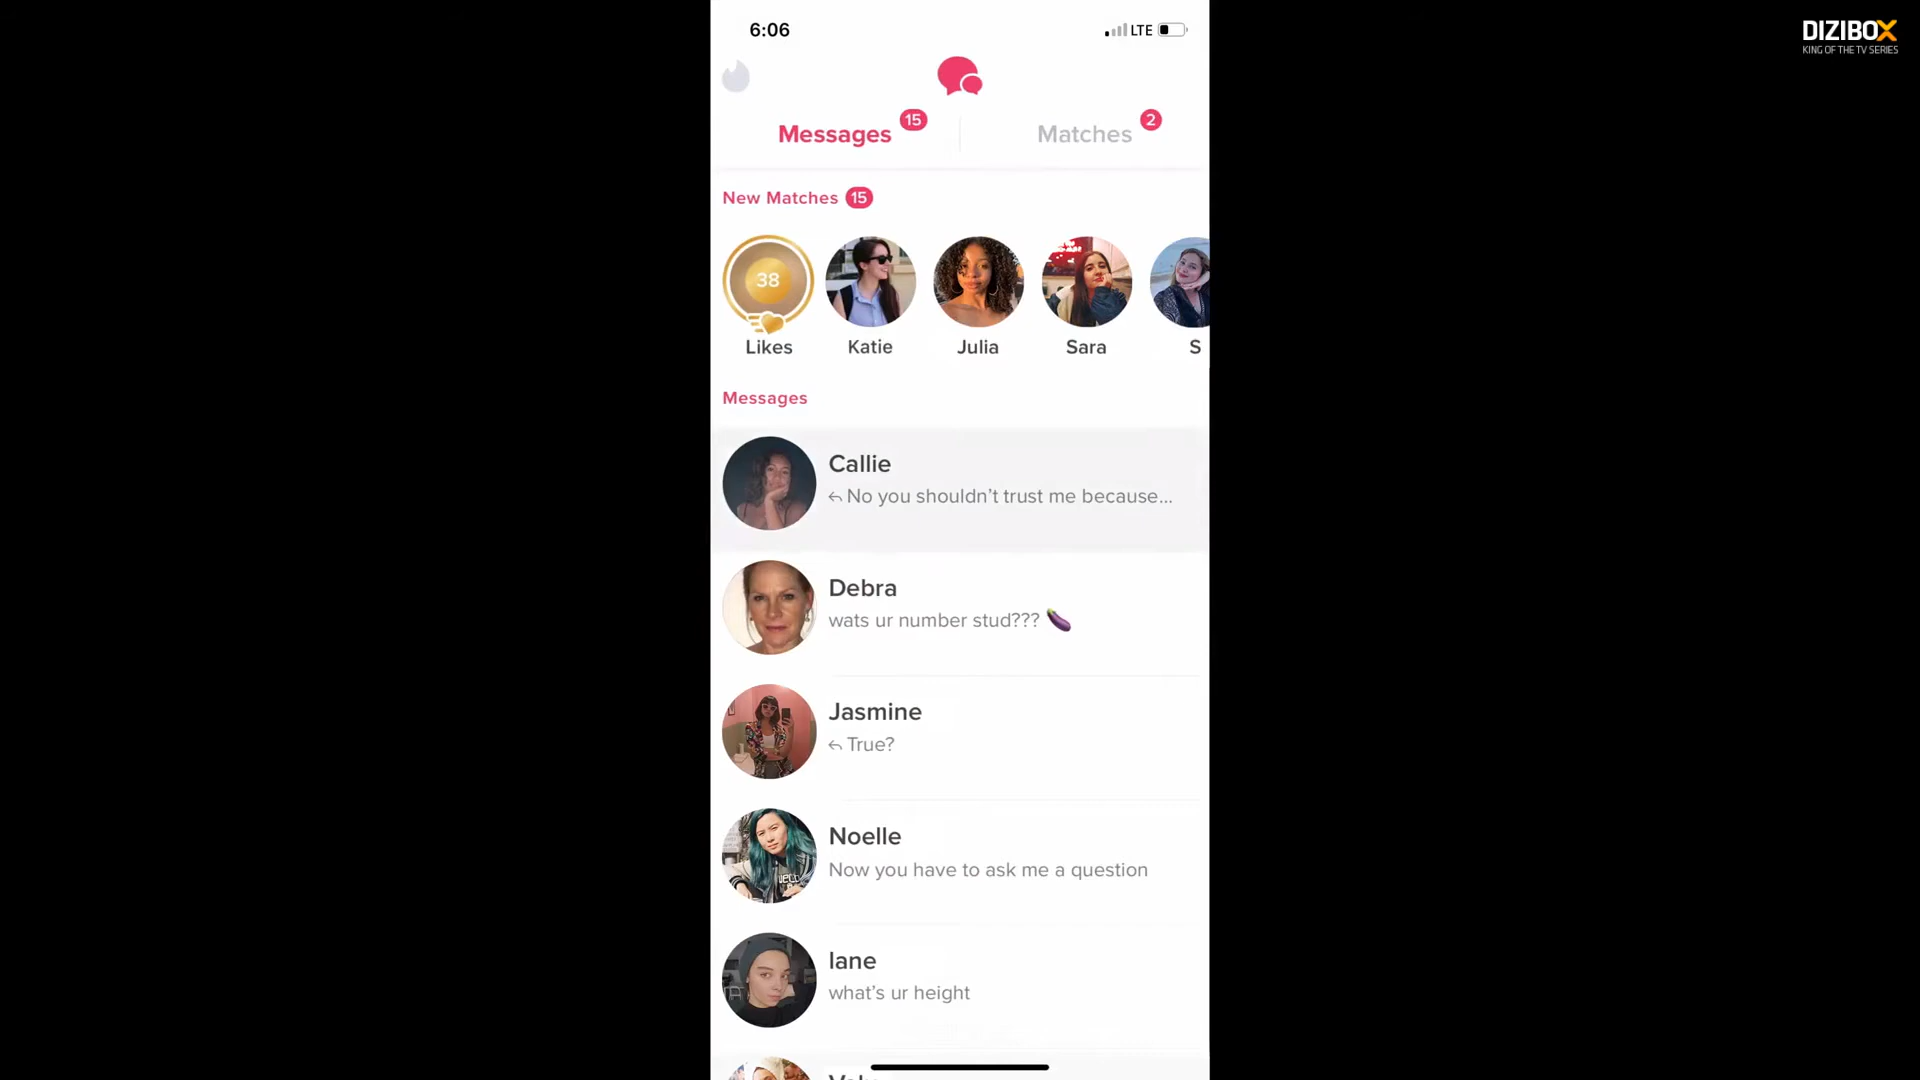 6:06
LTE
DIZIBOX
KING OF THE TV SERIES
Messages 15
Matches 2
New Matches 15
38
Likes
Katie
Julia
Sara
S
Messages
Callie
No you shouldn’t trust me because...
Debra
wats ur number stud??? 🍆
Jasmine
True?
Noelle
Now you have to ask me a question
lane
what’s ur height